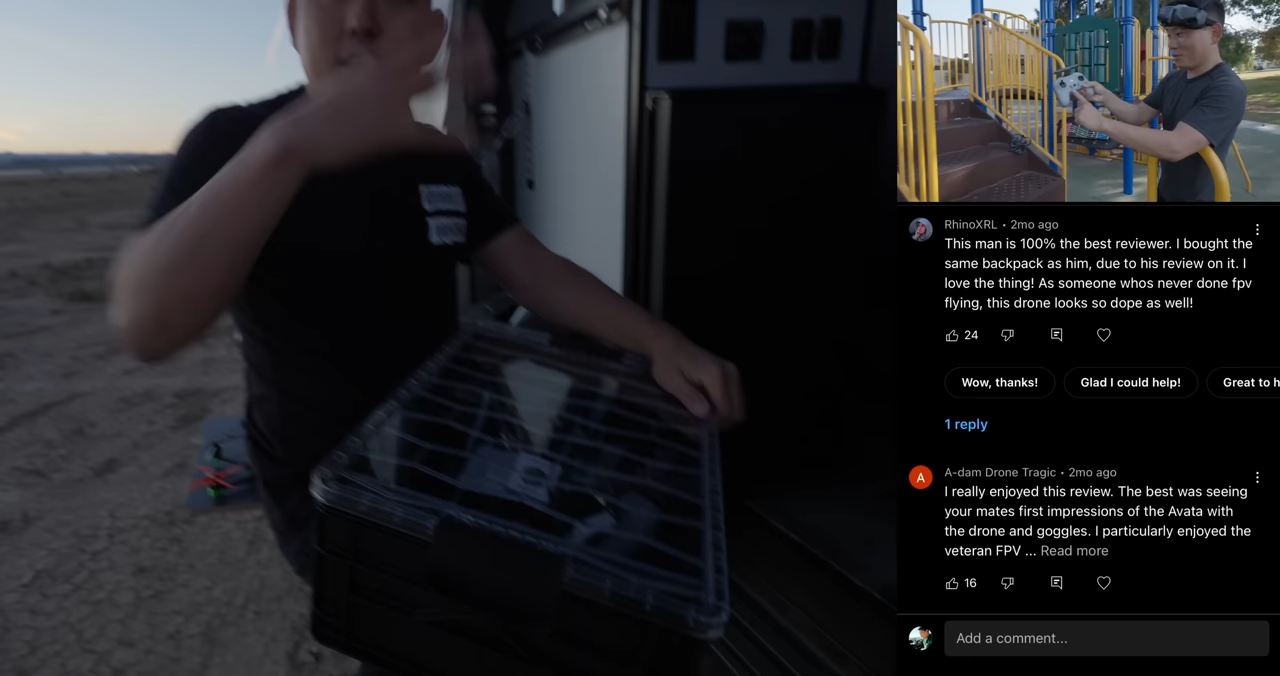 RhinoXRL • 2mo ago
This man is 100% the best reviewer. I bought the
same backpack as him, due to his review on it. I
love the thing! As someone whos never done fpv
flying, this drone looks so dope as well!
24
Wow, thanks! Glad I could help! Great to h
1 reply
A
A-dam Drone Tragic • 2mo ago
I really enjoyed this review. The best was seeing
your mates first impressions of the Avata with
the drone and goggles. I particularly enjoyed the
veteran FPV ... Read more
16
Add a comment...